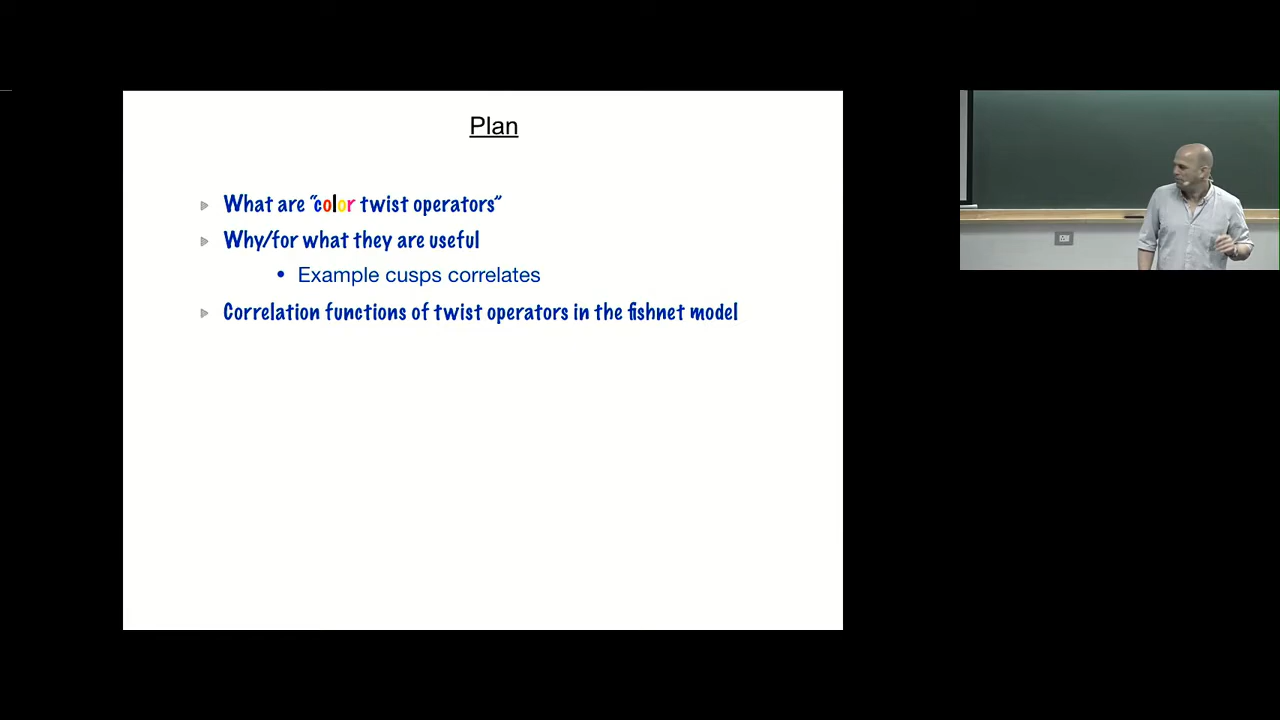 Plan
What are “color twist operators”
Why/for what they are useful
• Example cusps correlates
Correlation functions of twist operators in the fishnet model